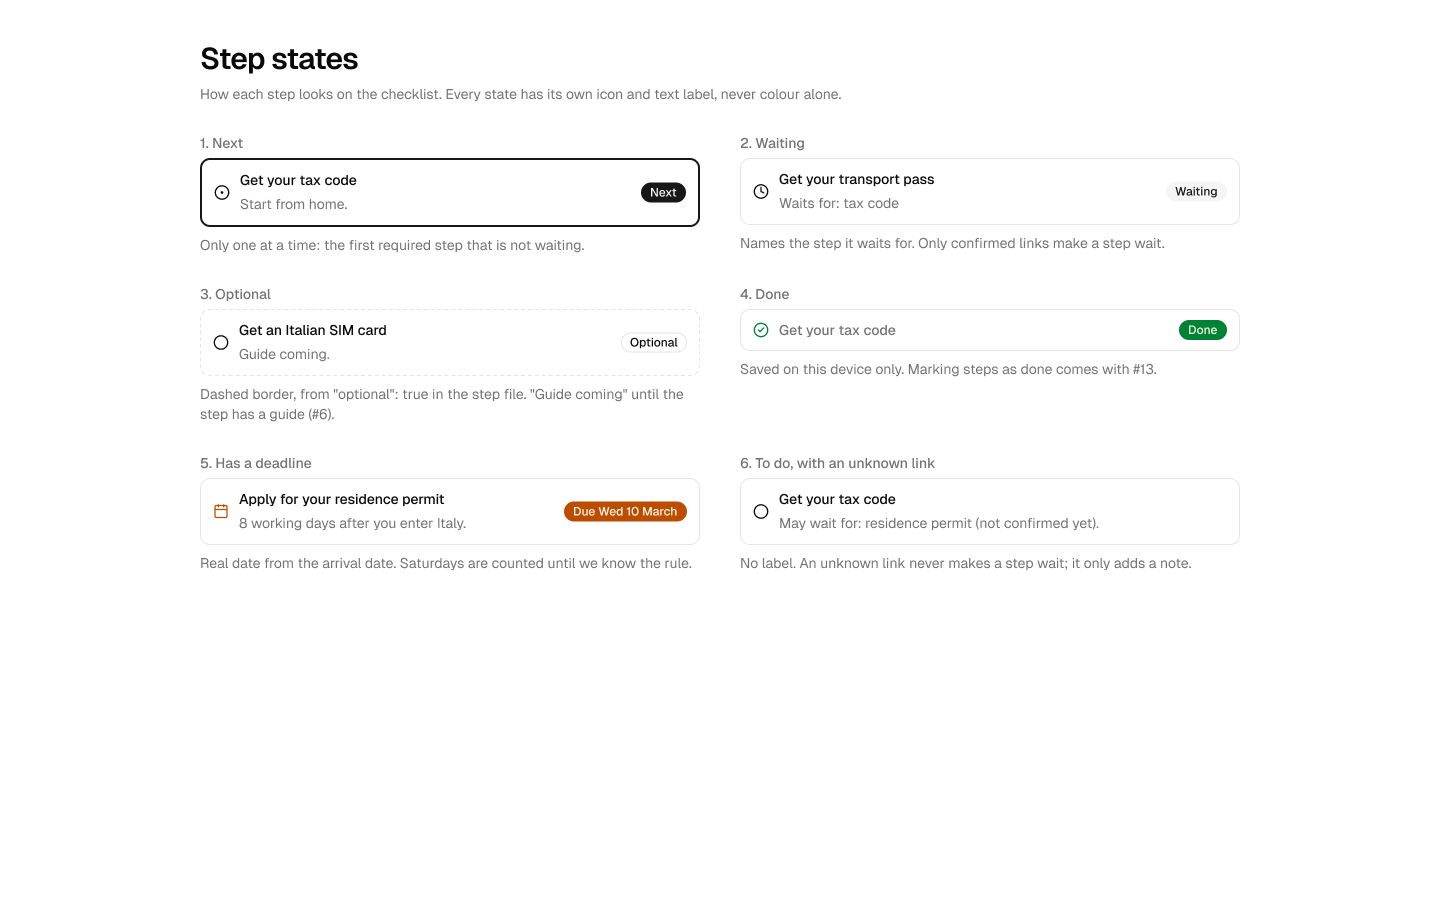 Step states
How each step looks on the checklist. Every state has its own icon and text label, never colour alone.
1. Next
Get your tax code
Start from home.
Next
Only one at a time: the first required step that is not waiting.
2. Waiting
Get your transport pass
Waits for: tax code
Waiting
Names the step it waits for. Only confirmed links make a step wait.
3. Optional
Get an Italian SIM card
Guide coming.
Optional
Dashed border, from "optional": true in the step file. "Guide coming" until the
step has a guide (#6).
4. Done
Get your tax code
Done
Saved on this device only. Marking steps as done comes with #13.
5. Has a deadline
Apply for your residence permit
8 working days after you enter Italy.
Due Wed 10 March
Real date from the arrival date. Saturdays are counted until we know the rule.
6. To do, with an unknown link
Get your tax code
May wait for: residence permit (not confirmed yet).
No label. An unknown link never makes a step wait; it only adds a note.